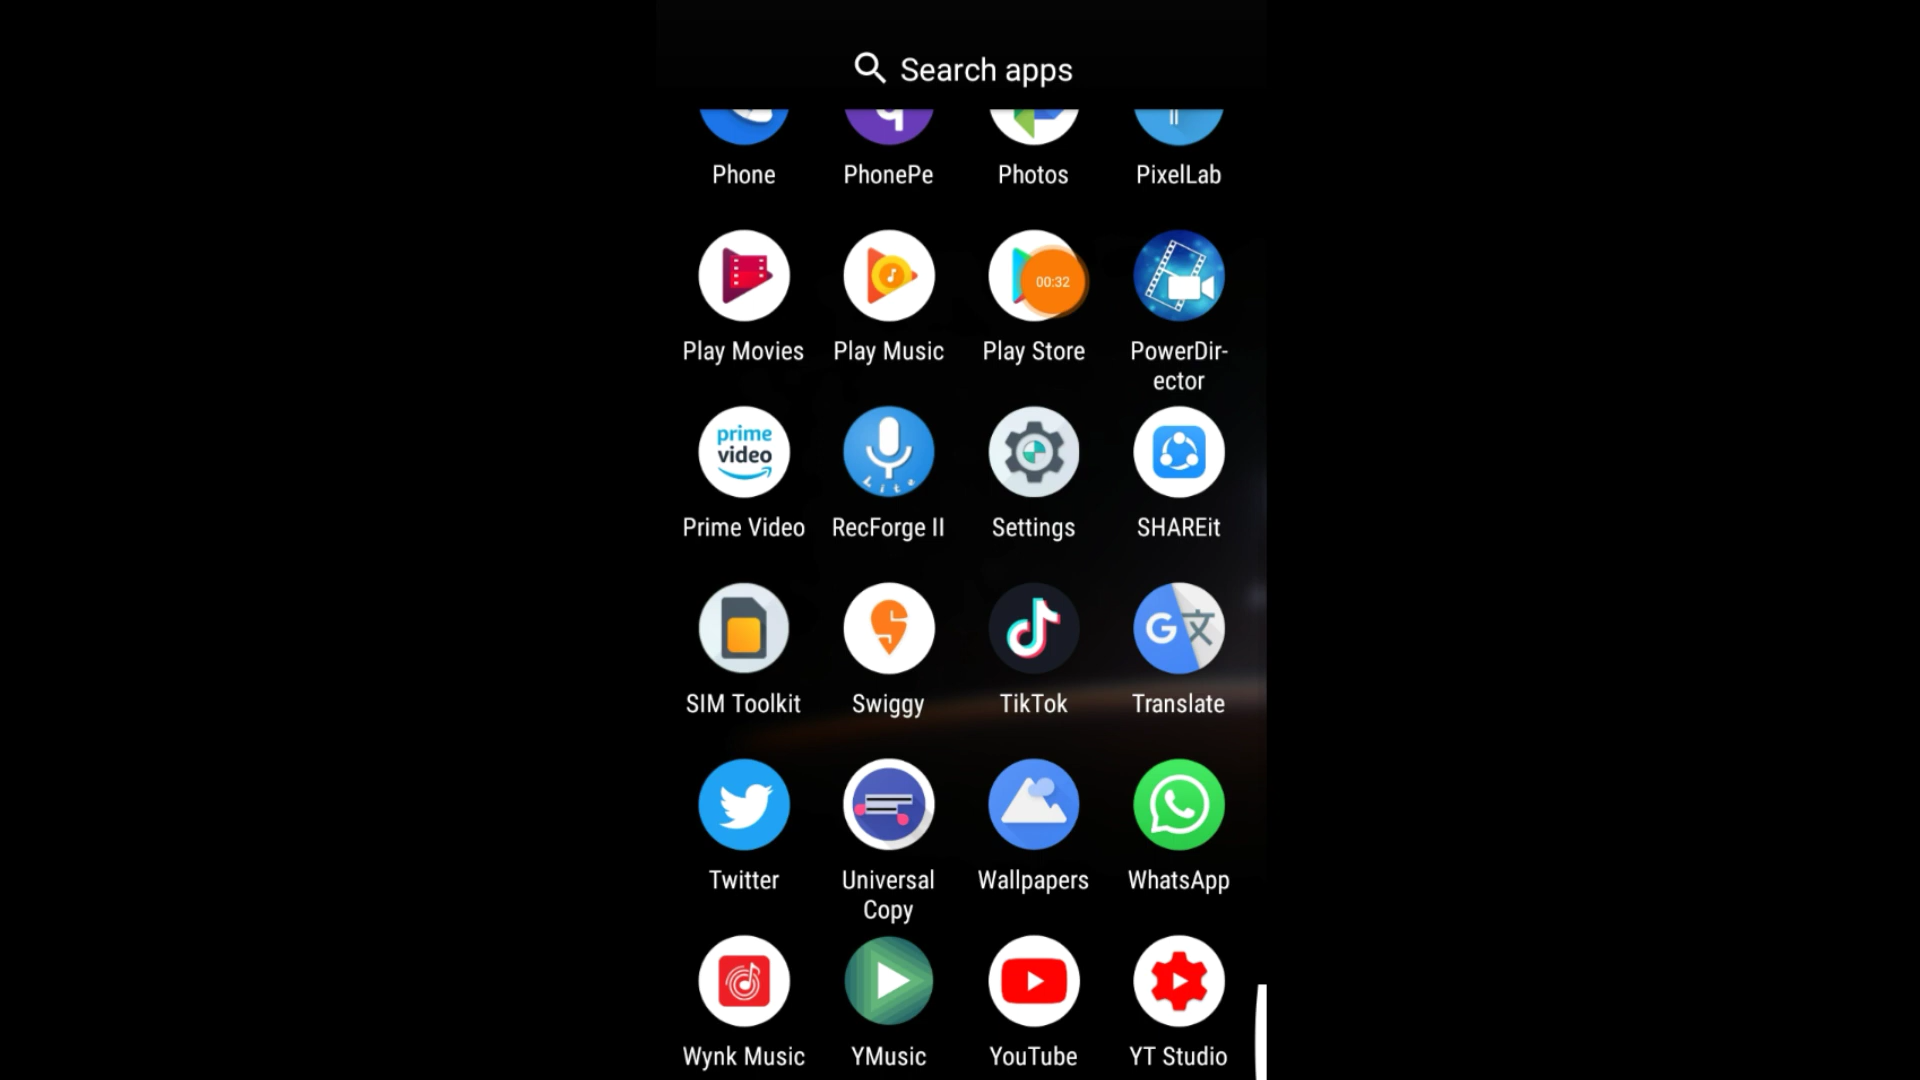 Search apps
Phone PhonePe Photos PixelLab
00:32
Play Movies Play Music Play Store PowerDir-
ector
prime
video
Lite
Prime Video RecForge II Settings SHAREit
G 文
SIM Toolkit Swiggy TikTok Translate
Twitter Universal Wallpapers WhatsApp
Copy
Wynk Music YMusic YouTube YT Studio